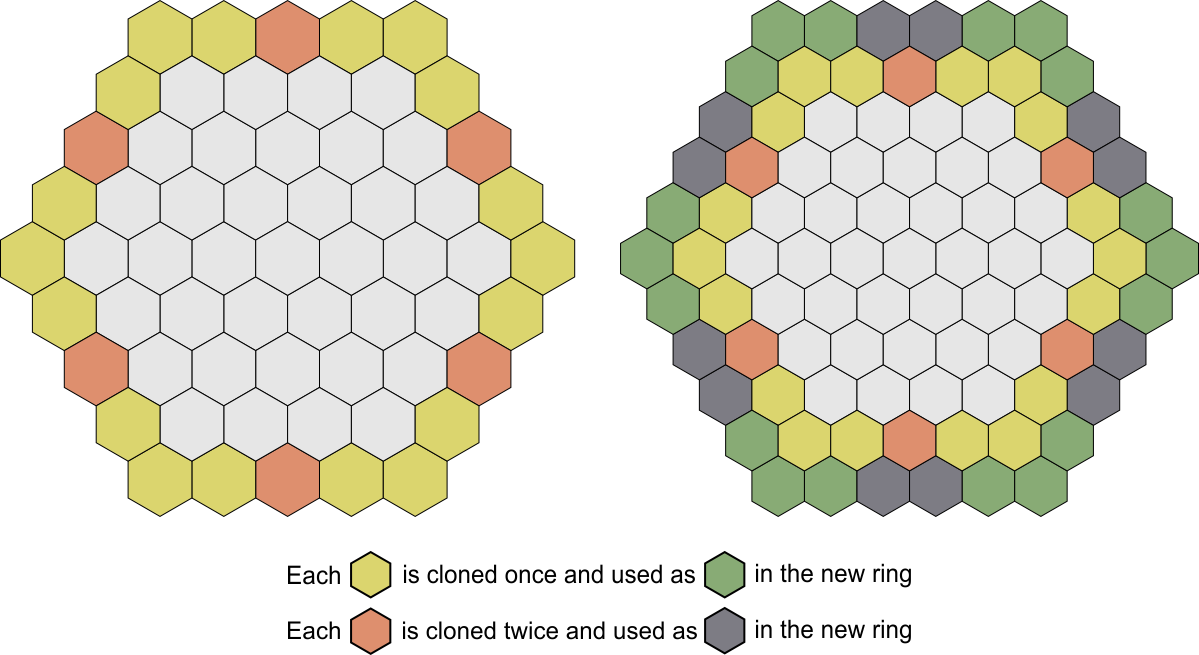 Each is cloned once and used as in the new ring
Each is cloned twice and used as in the new ring